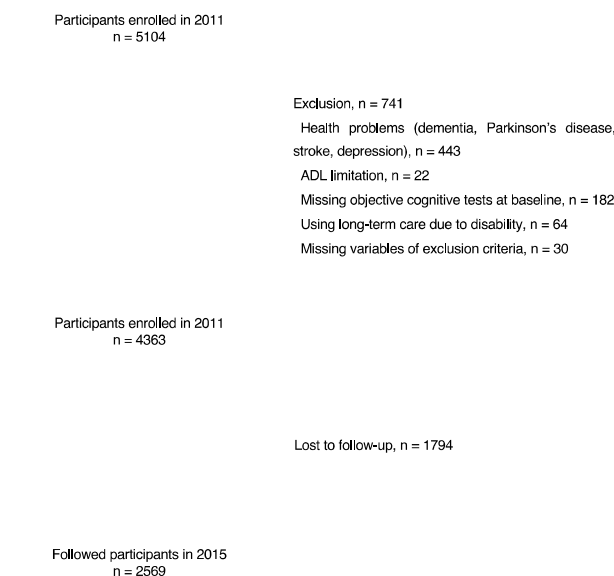 Participants enrolled in 2011
n = 5104
Exclusion, n = 741
Health problems (dementia, Parkinson's disease,
stroke, depression), n = 443
ADL limitation, n = 22
Missing objective cognitive tests at baseline, n = 182
Using long-term care due to disability, n = 64
Missing variables of exclusion criteria, n = 30
Participants enrolled in 2011
n = 4363
Lost to follow-up, n = 1794
Followed participants in 2015
n = 2569